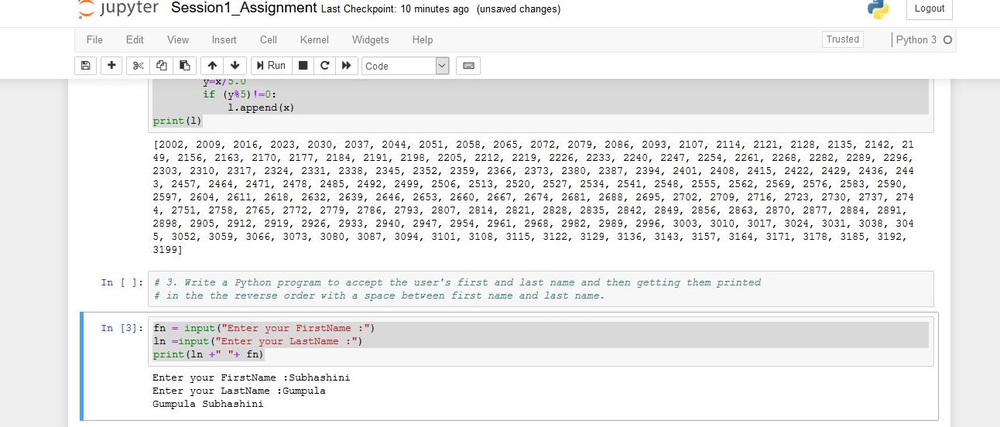 jupyter Session1_Assignment Last Checkpoint: 10 minutes ago (unsaved changes) Logout
File Edit View Insert Cell Kernel Widgets Help Trusted Python 3
Run Code
y=x/5.0
if (y%5)!=0:
l.append(x)
print(l)
[2002, 2009, 2016, 2023, 2030, 2037, 2044, 2051, 2058, 2065, 2072, 2079, 2086, 2093, 2107, 2114, 2121, 2128, 2135, 2142, 21
49, 2156, 2163, 2170, 2177, 2184, 2191, 2198, 2205, 2212, 2219, 2226, 2233, 2240, 2247, 2254, 2261, 2268, 2282, 2289, 2296,
2303, 2310, 2317, 2324, 2331, 2338, 2345, 2352, 2359, 2366, 2373, 2380, 2387, 2394, 2401, 2408, 2415, 2422, 2429, 2436, 244
3, 2457, 2464, 2471, 2478, 2485, 2492, 2499, 2506, 2513, 2520, 2527, 2534, 2541, 2548, 2555, 2562, 2569, 2576, 2583, 2590,
2597, 2604, 2611, 2618, 2632, 2639, 2646, 2653, 2660, 2667, 2674, 2681, 2688, 2695, 2702, 2709, 2716, 2723, 2730, 2737, 274
4, 2751, 2758, 2765, 2772, 2779, 2786, 2793, 2807, 2814, 2821, 2828, 2835, 2842, 2849, 2856, 2863, 2870, 2877, 2884, 2891,
2898, 2905, 2912, 2919, 2926, 2933, 2940, 2947, 2954, 2961, 2968, 2982, 2989, 2996, 3003, 3010, 3017, 3024, 3031, 3038, 304
5, 3052, 3059, 3066, 3073, 3080, 3087, 3094, 3101, 3108, 3115, 3122, 3129, 3136, 3143, 3157, 3164, 3171, 3178, 3185, 3192,
3199]
In [ ]: # 3. Write a Python program to accept the user's first and last name and then getting them printed
# in the the reverse order with a space between first name and last name.
In [3]: fn = input("Enter your FirstName :")
ln =input("Enter your LastName :")
print(ln +" "+ fn)
Enter your FirstName :Subhashini
Enter your LastName :Gumpula
Gumpula Subhashini